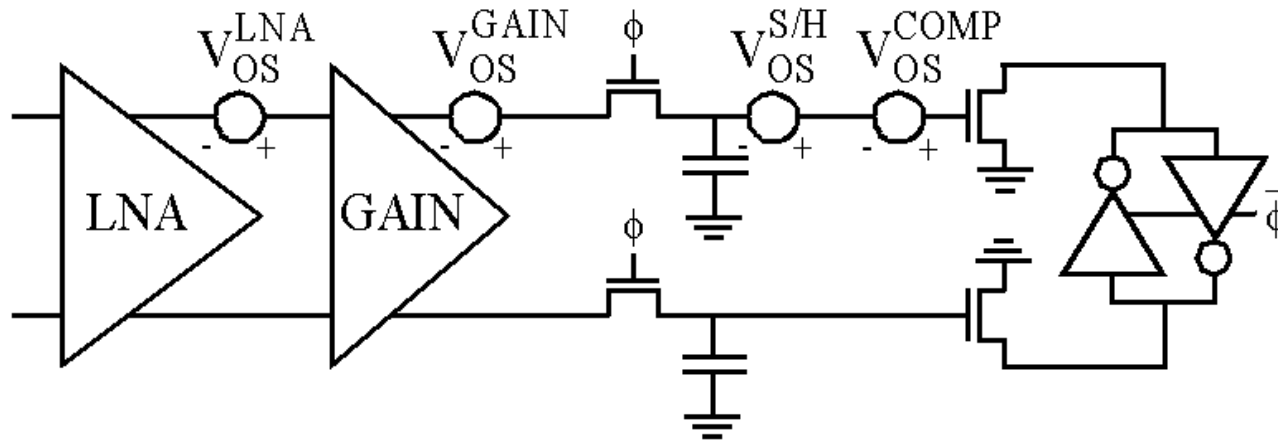 V_OS^LNA
V_OS^GAIN
ϕ
V_OS^S/H
V_OS^COMP
- +
- +
- +
- +
LNA
GAIN
ϕ
ϕ̅